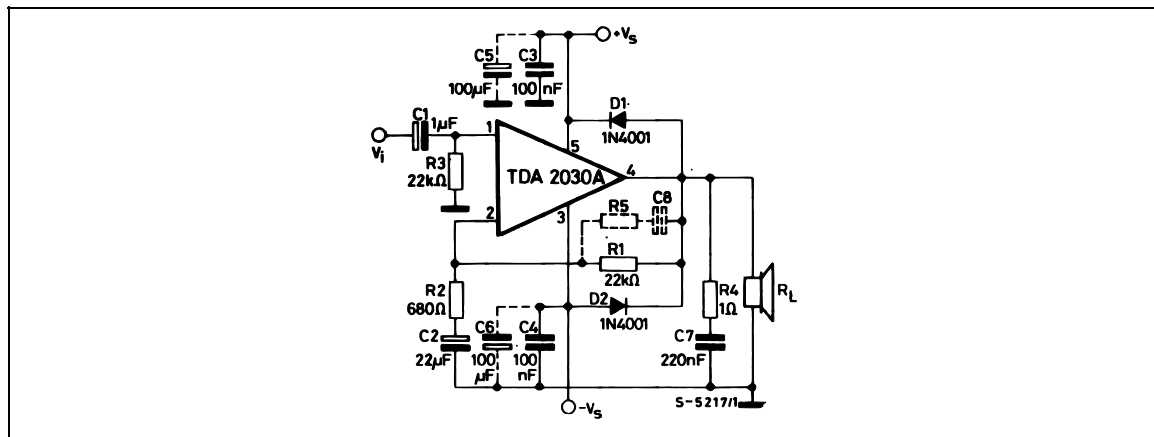 +Vs
C5
C3
100µF
100 nF
D1
1N4001
C1
1µF
Vi
1
5
R3
22kΩ
TDA 2030A
4
2
3
R5
C8
R1
22kΩ
R2
680Ω
D2
1N4001
R4
1Ω
RL
C2
22µF
C6
100
µF
C4
100
nF
C7
220nF
S-5217/1
-Vs